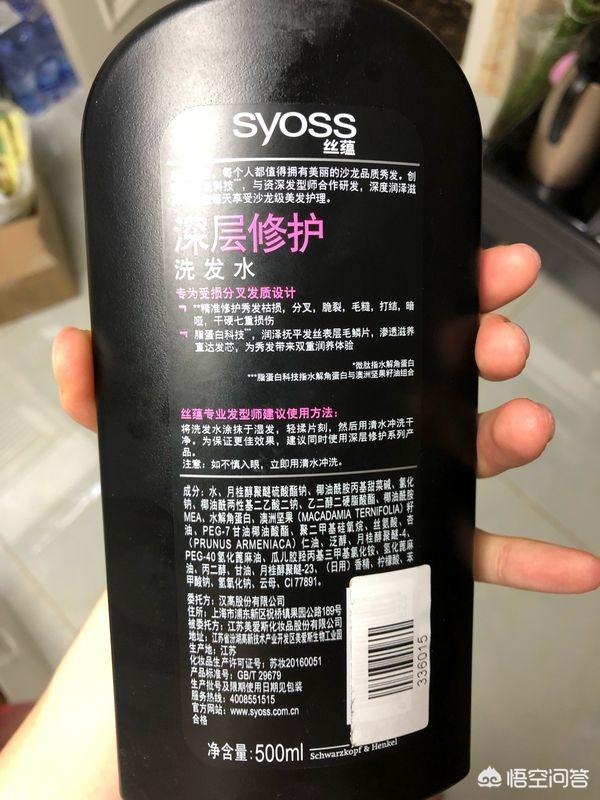 syoss
丝蕴
每个人都值得拥有美丽的沙龙品质秀发。创
科技**，与资深发型师合作研发，深度润泽滋
每天享受沙龙级美发护理。
深层修护
洗发水
专为受损分叉发质设计
**精准修护秀发枯损，分叉，脆裂，毛糙，打结，暗
哑，干硬七重损伤
脂蛋白科技***，润泽抚平发丝表层毛鳞片，渗透滋养
直达发芯，为秀发带来双重润养体验
*微肽指水解角蛋白
***脂蛋白科技指水解角蛋白与澳洲坚果籽油组合
丝蕴专业发型师建议使用方法：
将洗发水涂抹于湿发，轻揉片刻，然后用清水冲洗干
净。为保证更佳效果，建议同时使用深层修护系列产
品。
注意：如不慎入眼，立即用清水冲洗。
成分：水、月桂醇聚醚硫酸酯钠、椰油酰胺丙基甜菜碱、氯化
钠、椰油酰两性基二乙酸二钠、乙二醇二硬脂酸酯、椰油酰胺
MEA、水解角蛋白、澳洲坚果（MACADAMIA TERNIFOLIA）籽
油、PEG-7 甘油椰油酸酯、聚二甲基硅氧烷、丝氨酸、杏
（PRUNUS ARMENIACA）仁油、泛醇、月桂醇聚醚-4、
PEG-40 氢化蓖麻油、瓜儿胶羟丙基三甲基氯化铵、氢化蓖麻
油、丙二醇、甘油、月桂醇聚醚-23、（日用）香精、柠檬酸、苯
甲酸钠、氢氧化钠、云母、CI 77891。
委托方：汉高股份有限公司
住所：上海市浦东新区祝桥镇果园公路189号
被委托方：江苏美爱斯化妆品股份有限公司
地址：江苏省汾湖高新技术产业开发区美爱斯生物工业园
生产地：江苏
化妆品生产许可证号：苏妆20160051
产品标准号：GB/T 29679
生产批号及限期使用日期见包装
服务热线：4008551515
官方网站：www.syoss.com.cn
合格
336015
净含量：500ml
Schwarzkopf & Henkel
悟空问答